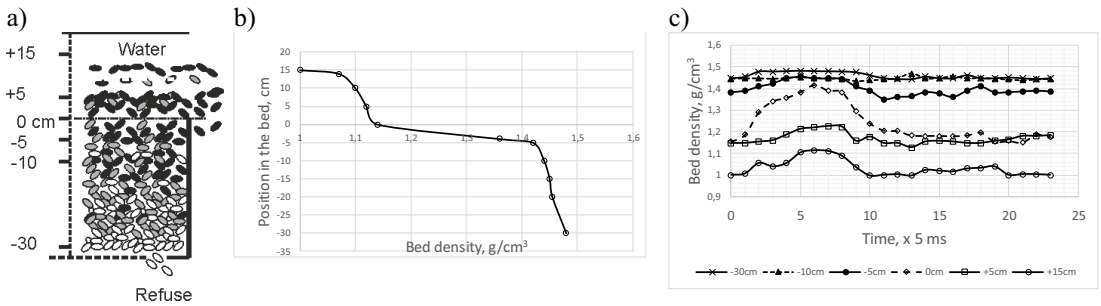 a)
Water
+15
+5
0 cm
-5
-10
-30
Refuse
b)
Position in the bed, cm
20
15
10
5
0
-5
-10
-15
-20
-25
-30
-35
1 1,1 1,2 1,3 1,4 1,5 1,6
Bed density, g/cm³
c)
Bed density, g/cm³
1,6
1,5
1,4
1,3
1,2
1,1
1
0,9
0 5 10 15 20 25
Time, x 5 ms
-30cm -10cm -5cm 0cm +5cm +15cm